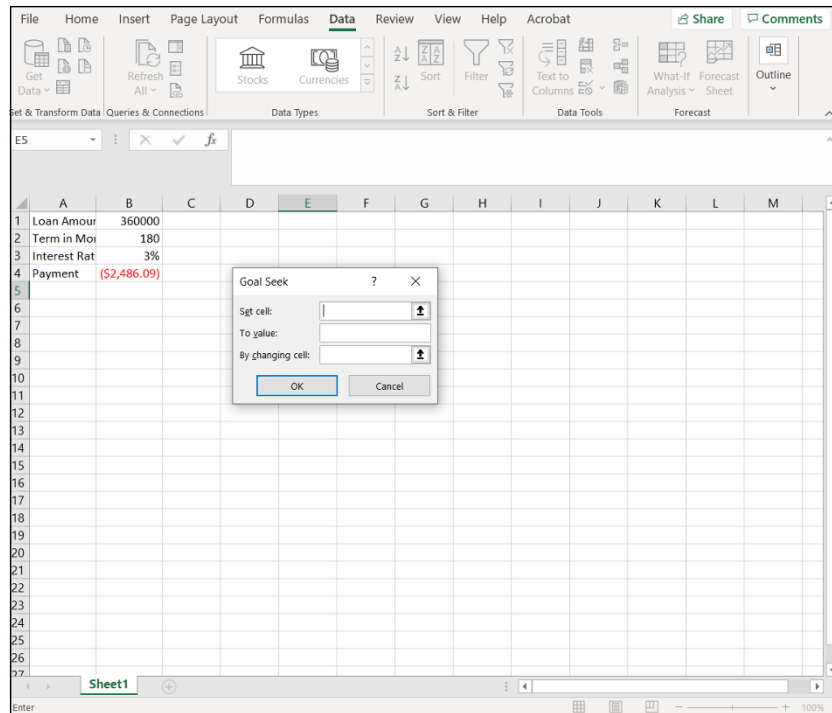 File Home Insert Page Layout Formulas Data Review View Help Acrobat Share Comments
Get Data Refresh All Stocks Currencies Sort Filter Text to Columns What-If Analysis Forecast Sheet Outline
Get & Transform Data Queries & Connections Data Types Sort & Filter Data Tools Forecast
E5 fx
A B C D E F G H I J K L M
1 Loan Amour 360000
2 Term in Mor 180
3 Interest Rat 3%
4 Payment ($2,486.09)
5
6
7
8
9
10
11
12
13
14
15
16
17
18
19
20
21
22
23
24
25
26
27
Goal Seek ? ×
Set cell:
To value:
By changing cell:
OK Cancel
Sheet1
Enter 100%